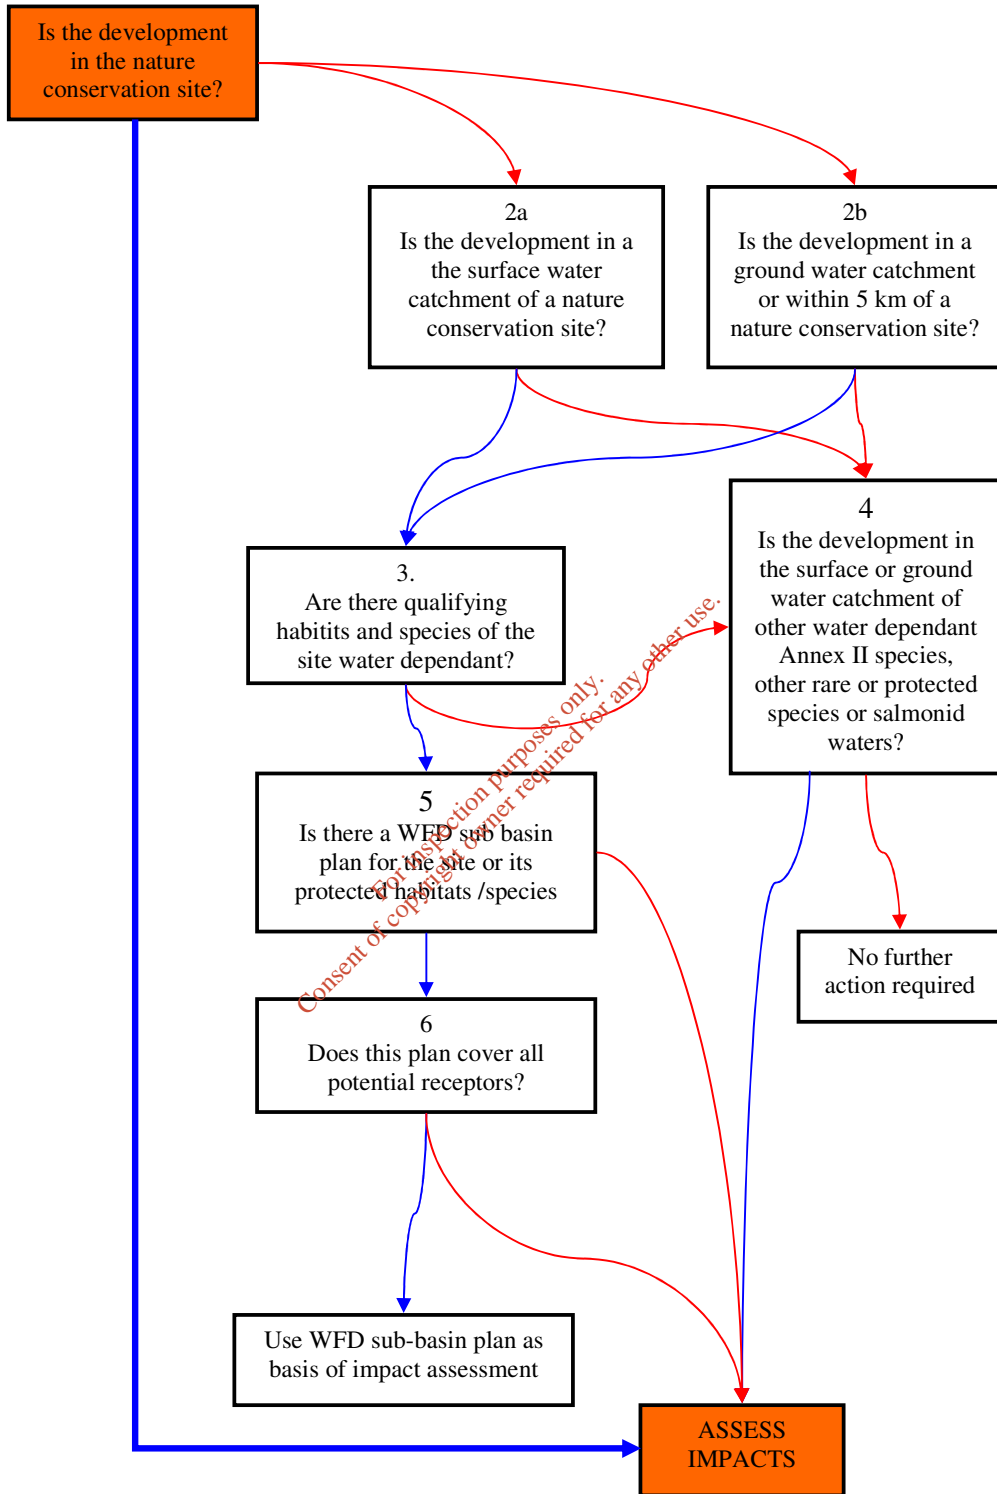 Is the development
in the nature
conservation site?
2a
Is the development in a
the surface water
catchment of a nature
conservation site?
2b
Is the development in a
ground water catchment
or within 5 km of a
nature conservation site?
3.
Are there qualifying
habitits and species of the
site water dependant?
4
Is the development in
the surface or ground
water catchment of
other water dependant
Annex II species,
other rare or protected
species or salmonid
waters?
5
Is there a WFD sub basin
plan for the site or its
protected habitats /species
No further
action required
6
Does this plan cover all
potential receptors?
Use WFD sub-basin plan as
basis of impact assessment
ASSESS
IMPACTS
For inspection purposes only.
Consent of copyright owner required for any other use.